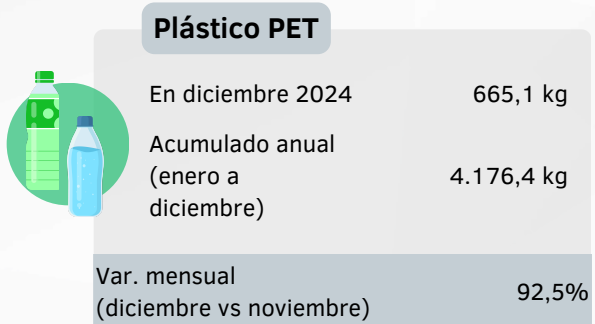 Plástico PET
En diciembre 2024 665,1 kg
Acumulado anual
(enero a 4.176,4 kg
diciembre)
Var. mensual
(diciembre vs noviembre) 92,5%